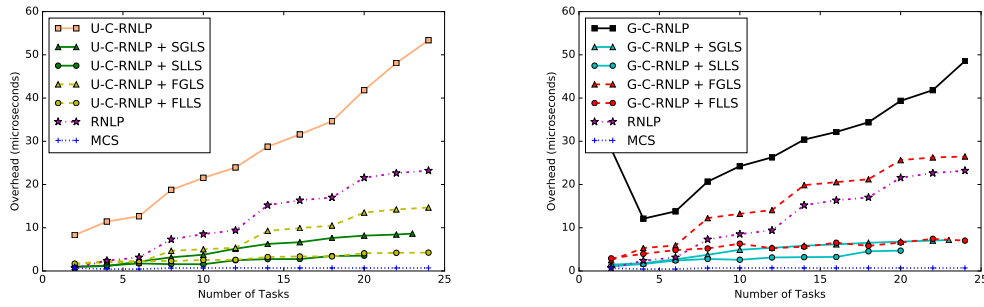 60
50
40
30
20
10
0
0
5
10
15
20
25
Overhead (microseconds)
Number of Tasks
U-C-RNLP
U-C-RNLP + SGLS
U-C-RNLP + SLLS
U-C-RNLP + FGLS
U-C-RNLP + FLLS
RNLP
MCS
60
50
40
30
20
10
0
0
5
10
15
20
25
Overhead (microseconds)
Number of Tasks
G-C-RNLP
G-C-RNLP + SGLS
G-C-RNLP + SLLS
G-C-RNLP + FGLS
G-C-RNLP + FLLS
RNLP
MCS